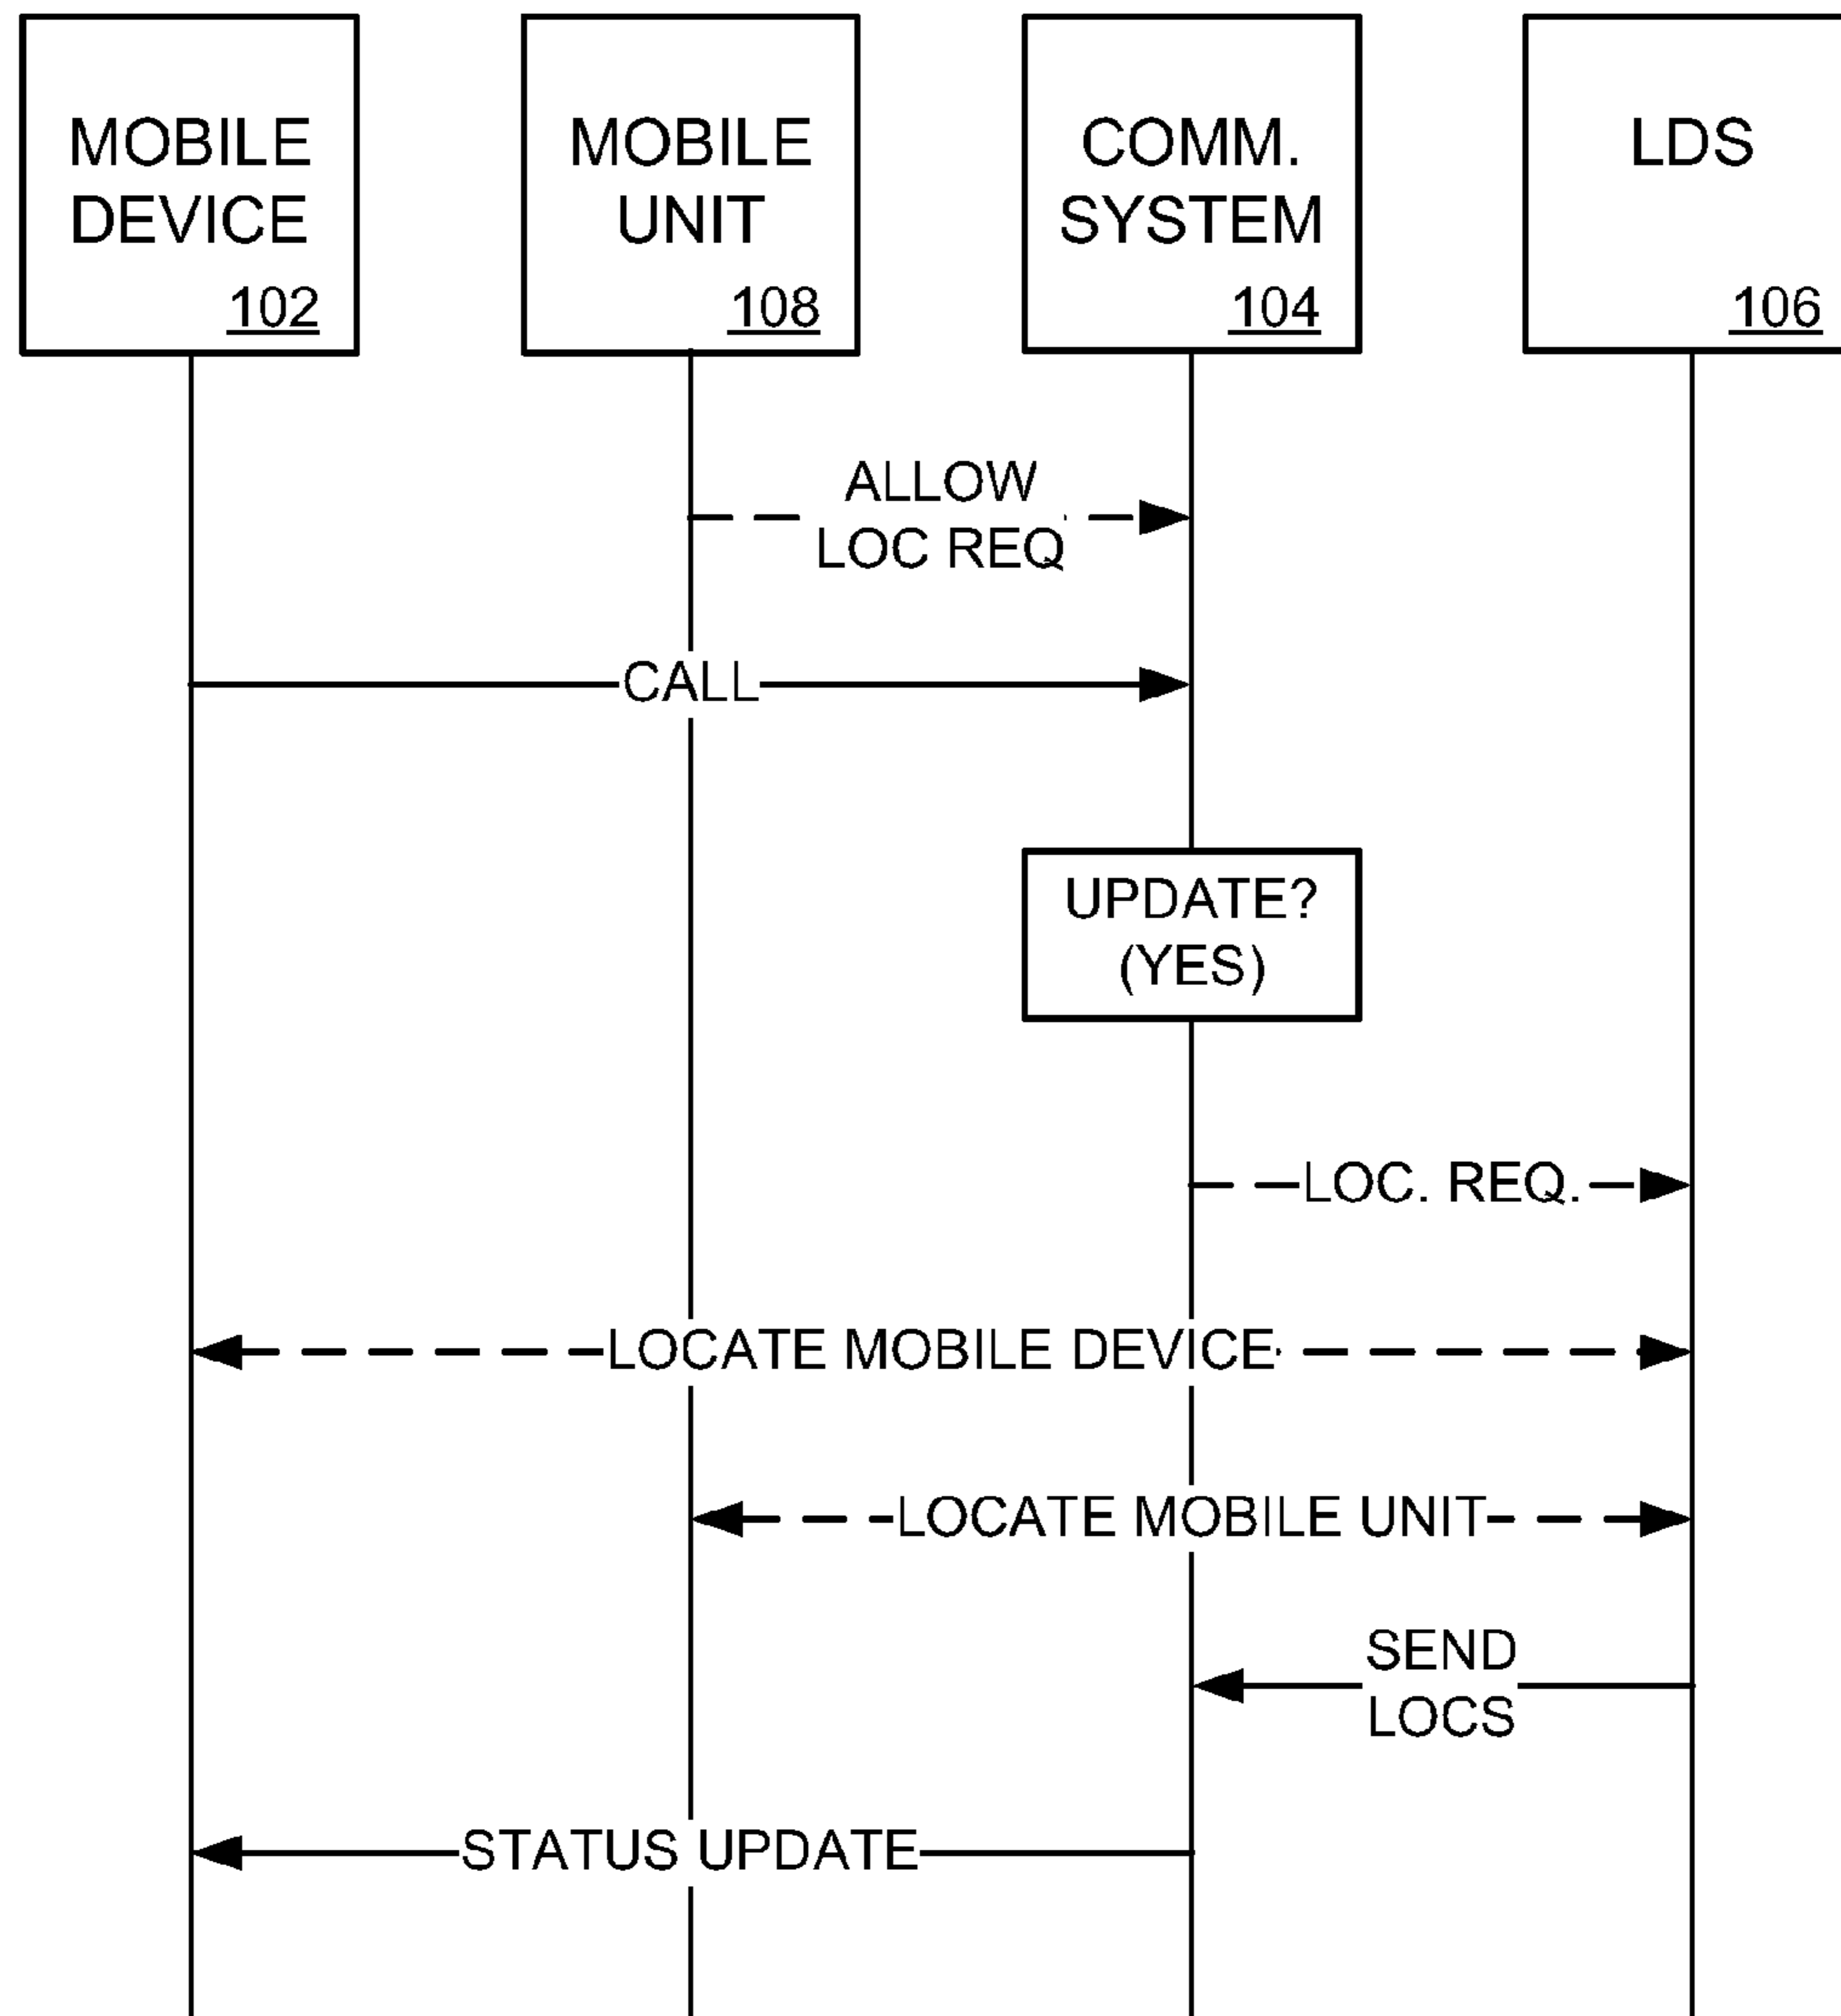 MOBILE
DEVICE
102
MOBILE
UNIT
108
COMM.
SYSTEM
104
LDS
106
ALLOW
LOC REQ
CALL
UPDATE?
(YES)
LOC. REQ.
LOCATE MOBILE DEVICE
LOCATE MOBILE UNIT
SEND
LOCS
STATUS UPDATE